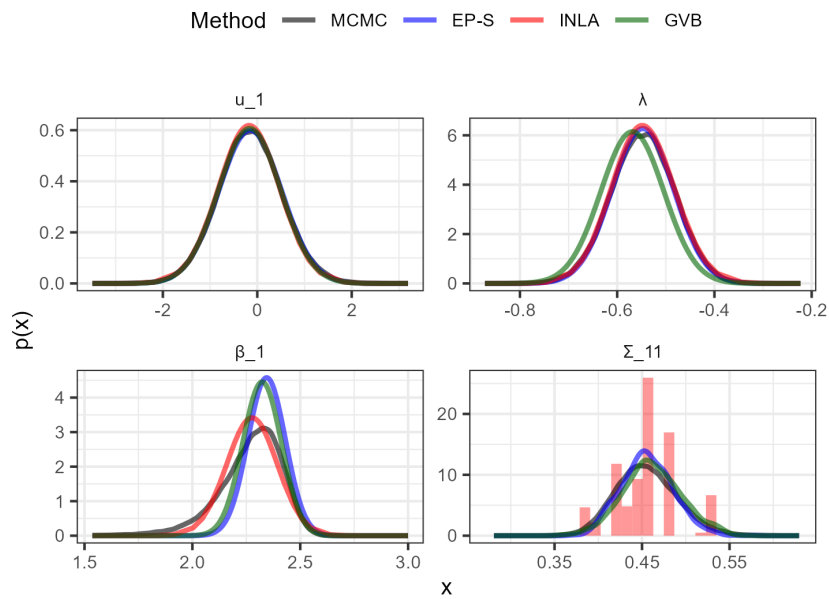 Method MCMC EP-S INLA GVB
u_1 λ
0.6
0.4
0.2
0.0
-2 0 2
6
4
2
0
-0.8 -0.6 -0.4 -0.2
p(x)
β_1 Σ_11
4
3
2
1
0
1.5 2.0 2.5 3.0
20
10
0
0.35 0.45 0.55
x